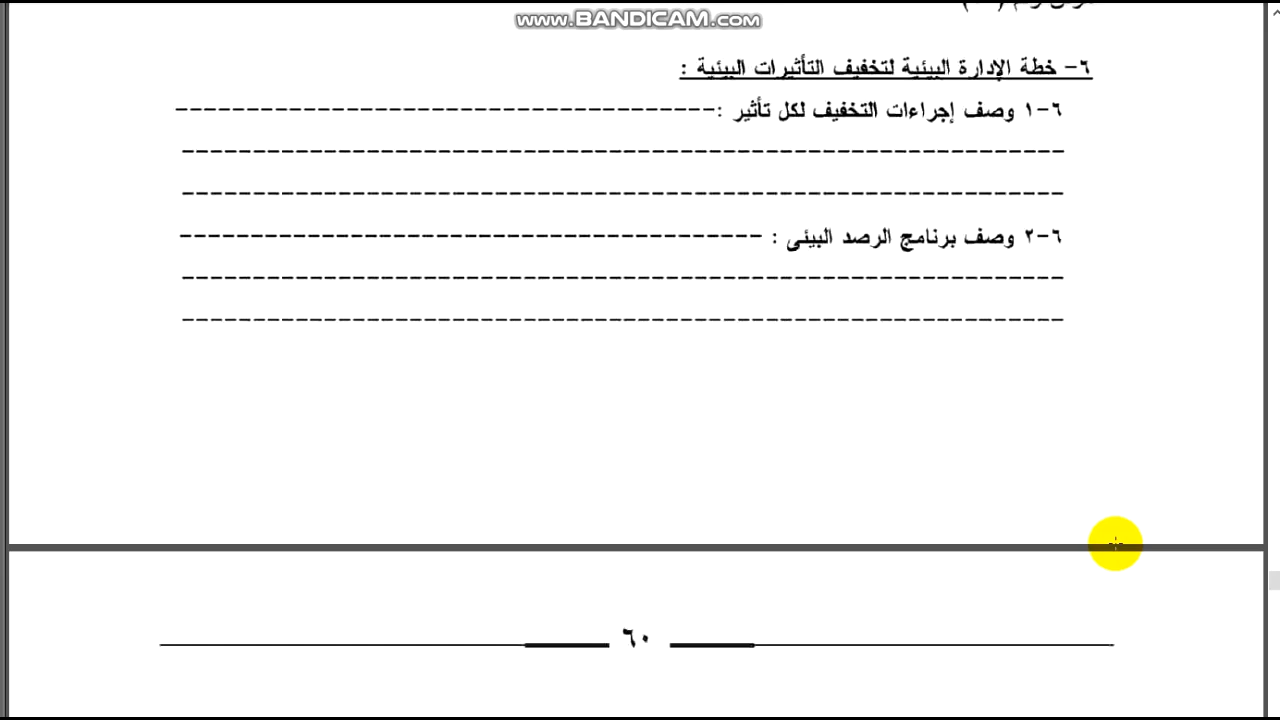 www.BANDICAM.com
٦- خطة الإدارة البيئية لتخفيف التأثيرات البيئية :
٦-١ وصف إجراءات التخفيف لكل تأثير :--------------------------------------
--------------------------------------------------------------
--------------------------------------------------------------
٦-٢ وصف برنامج الرصد البيئى : -----------------------------------------
--------------------------------------------------------------
--------------------------------------------------------------
٦٠